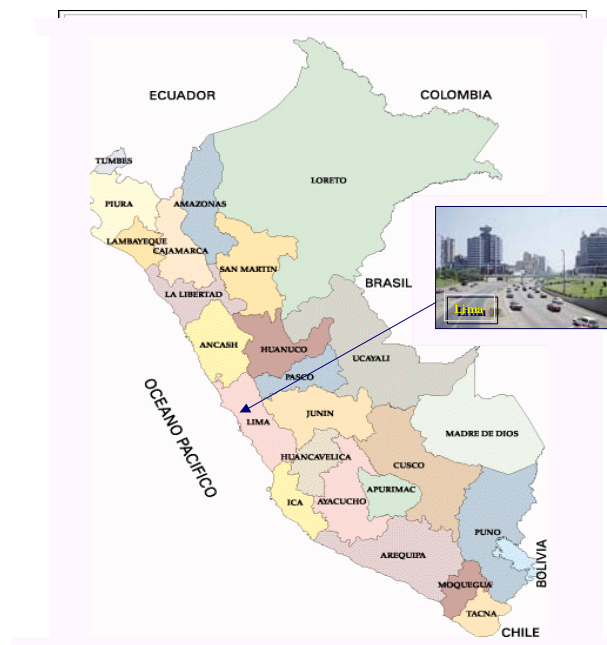 ECUADOR
COLOMBIA
TUMBES
LORETO
PIURA
AMAZONAS
LAMBAYEQUE
CAJAMARCA
SAN MARTIN
BRASIL
LA LIBERTAD
Lima
ANCASH
HUANUCO
UCAYALI
PASCO
OCEANO PACIFICO
LIMA
JUNIN
MADRE DE DIOS
HUANCAVELICA
CUSCO
APURIMAC
ICA
AYACUCHO
PUNO
AREQUIPA
BOLIVIA
MOQUEGUA
TACNA
CHILE